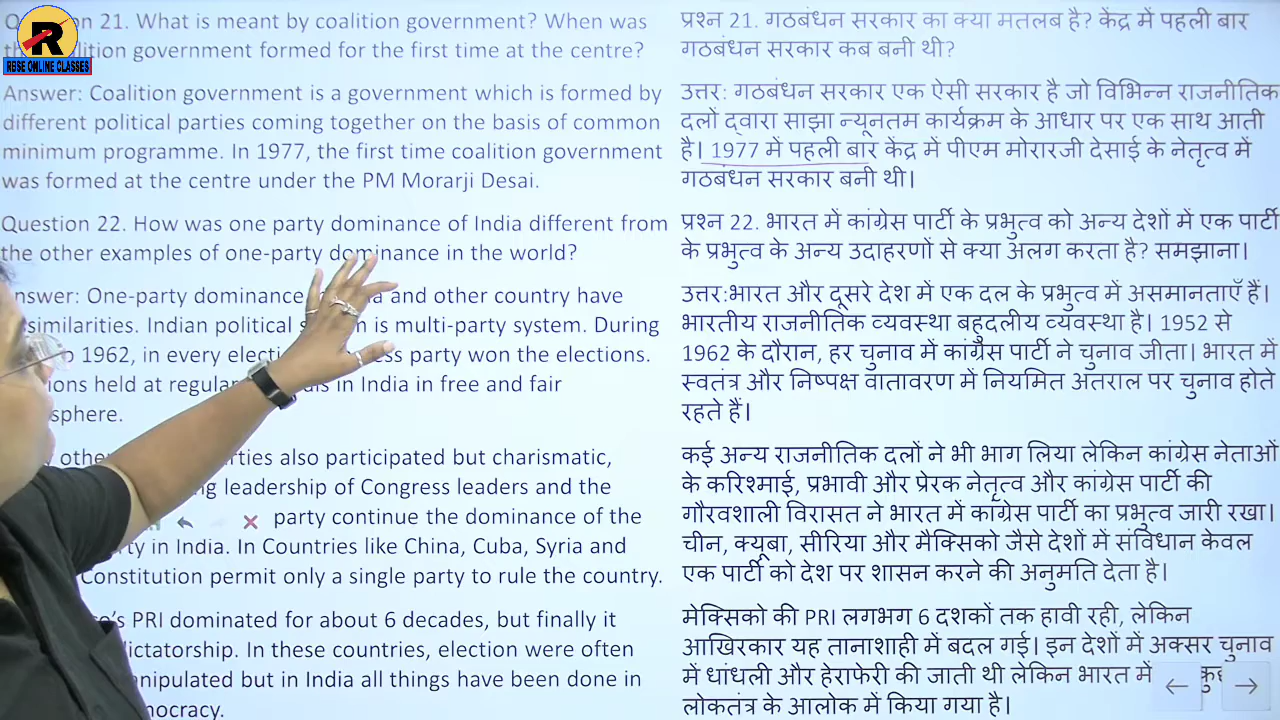 Qu on 21. What is meant by coalition government? When was
th lition government formed for the first time at the centre?
Answer: Coalition government is a government which is formed by
different political parties coming together on the basis of common
minimum programme. In 1977, the first time coalition government
was formed at the centre under the PM Morarji Desai.
Question 22. How was one party dominance of India different from
the other examples of one-party dominance in the world?
nswer: One-party dominance and other country have
similarities. Indian political is multi-party system. During
1962, in every electi ss party won the elections.
ions held at regular in India in free and fair
sphere.
othe rties also participated but charismatic,
ng leadership of Congress leaders and the
party continue the dominance of the
ty in India. In Countries like China, Cuba, Syria and
Constitution permit only a single party to rule the country.
o's PRI dominated for about 6 decades, but finally it
ictatorship. In these countries, election were often
nipulated but in India all things have been done in
mocracy.
प्रश्न 21. गठबंधन सरकार का क्या मतलब है? केंद्र में पहली बार
गठबंधन सरकार कब बनी थी?
उत्तर: गठबंधन सरकार एक ऐसी सरकार है जो विभिन्न राजनीतिक
दलों द्वारा साझा न्यूनतम कार्यक्रम के आधार पर एक साथ आती
है। 1977 में पहली बार केंद्र में पीएम मोरारजी देसाई के नेतृत्व में
गठबंधन सरकार बनी थी।
प्रश्न 22. भारत में कांग्रेस पार्टी के प्रभुत्व को अन्य देशों में एक पार्टी
के प्रभुत्व के अन्य उदाहरणों से क्या अलग करता है? समझाना।
उत्तर:भारत और दूसरे देश में एक दल के प्रभुत्व में असमानताएँ हैं।
भारतीय राजनीतिक व्यवस्था बहुदलीय व्यवस्था है। 1952 से
1962 के दौरान, हर चुनाव में कांग्रेस पार्टी ने चुनाव जीता। भारत में
स्वतंत्र और निष्पक्ष वातावरण में नियमित अंतराल पर चुनाव होते
रहते हैं।
कई अन्य राजनीतिक दलों ने भी भाग लिया लेकिन कांग्रेस नेताओं
के करिश्माई, प्रभावी और प्रेरक नेतृत्व और कांग्रेस पार्टी की
गौरवशाली विरासत ने भारत में कांग्रेस पार्टी का प्रभुत्व जारी रखा।
चीन, क्यूबा, सीरिया और मैक्सिको जैसे देशों में संविधान केवल
एक पार्टी को देश पर शासन करने की अनुमति देता है।
मेक्सिको की PRI लगभग 6 दशकों तक हावी रही, लेकिन
आखिरकार यह तानाशाही में बदल गई। इन देशों में अक्सर चुनाव
में धांधली और हेराफेरी की जाती थी लेकिन भारत में
लोकतंत्र के आलोक में किया गया है।
R
RBSE ONLINE CLASSES